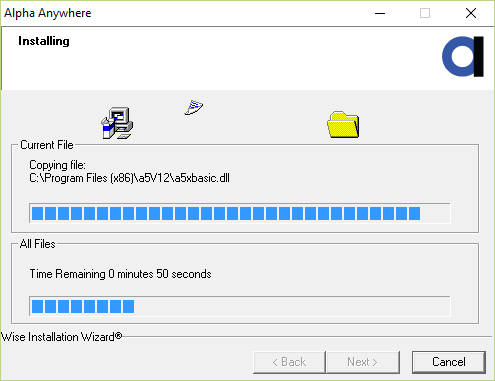 Alpha Anywhere
Installing
Current File
Copying file:
C:\Program Files (x86)\a5V12\a5xbasic.dll
All Files
Time Remaining 0 minutes 50 seconds
Wise Installation Wizard®
< Back
Next >
Cancel